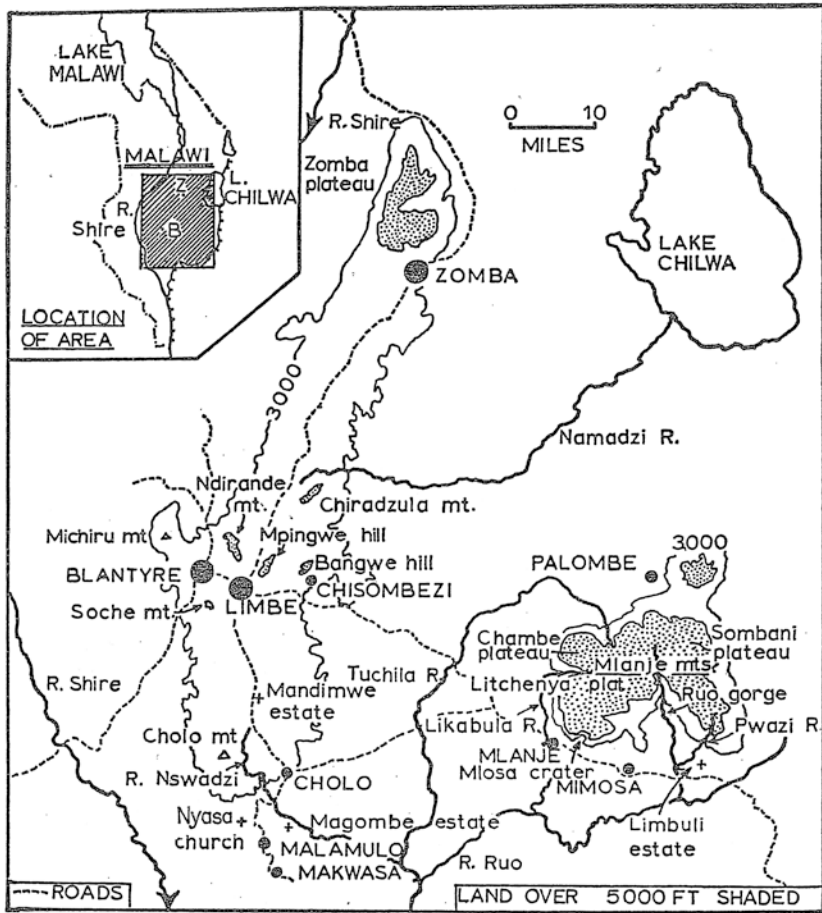 LAKE
MALAWI
MALAWI
Z
L.
CHILWA
R.
Shire
B
LOCATION
OF AREA
R. Shire
0 10
MILES
Zomba
plateau
LAKE
CHILWA
ZOMBA
3000
Namadzi R.
Ndirande
mt.
Chiradzula mt.
Michiru mt
Mpingwe hill
Bangwe hill
BLANTYRE
CHISOMBEZI
LIMBE
Soche mt.
3,000
PALOMBE
Chambe
plateau
Sombani
plateau
Mlanje mts.
Litchenya plat.
Ruo gorge
Tuchila R.
R. Shire
Mandimwe
estate
Likabula R.
Pwazi R.
Cholo mt
MLANJE
Mlosa crater
MIMOSA
R. Nswadzi
CHOLO
Nyasa
church
Magombe estate
Limbuli
estate
MALAMULO
MAKWASA
R. Ruo
ROADS
LAND OVER 5000 FT SHADED